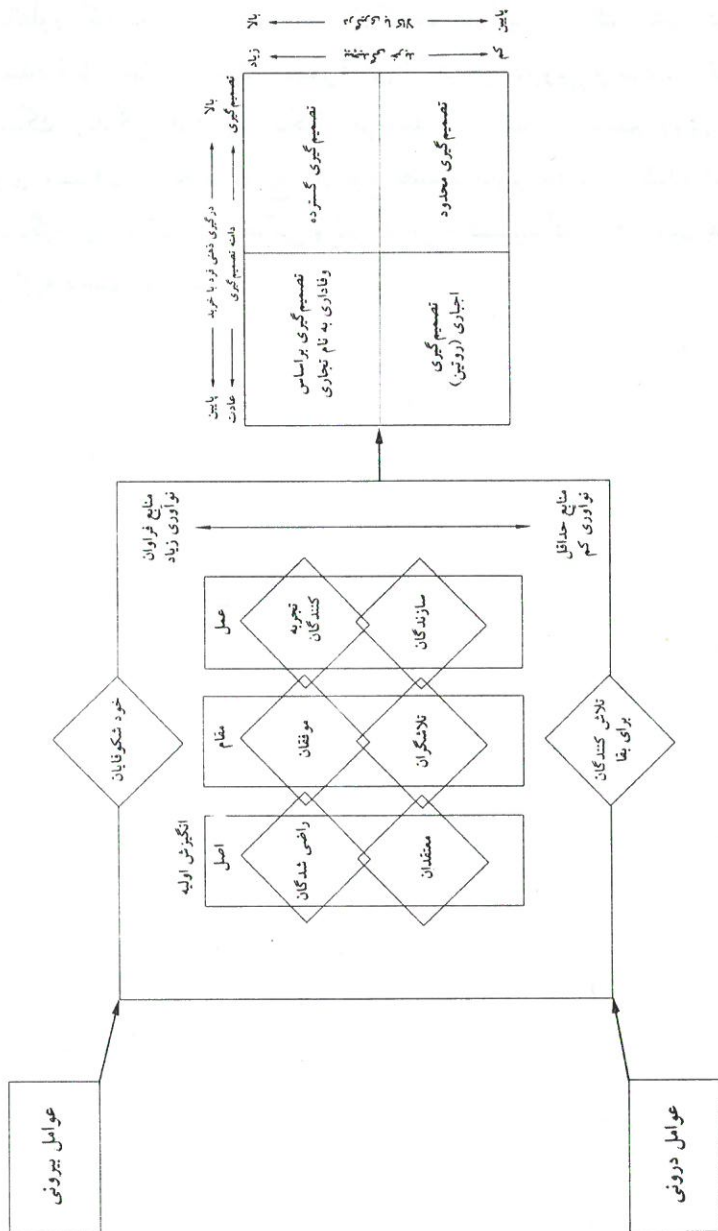 عوامل بیرونی
عوامل درونی
خود شکوفایان
منابع فراوان
نوآوری زیاد
انگیزش اولیه
اصل
مقام
عمل
راضی شدگان
موفقان
تجربه
کنندگان
معتقدان
تلاشگران
سازندگان
تلاش کنندگان
برای بقا
منابع حداقل
نوآوری کم
پایین
درگیری ذهنی فرد با خرید
بالا
عادت
دامنه تصمیم‌گیری
تصمیم‌گیری
بالا
پایین
زیاد
کم
تصمیم‌گیری براساس
وفاداری به نام تجاری
تصمیم‌گیری گسترده
تصمیم‌گیری
اجباری (روتین)
تصمیم‌گیری محدود